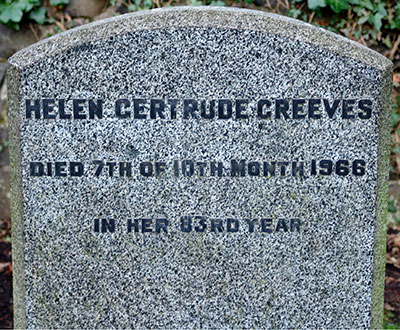 HELEN GERTRUDE GREEVES
DIED 7TH OF 10TH MONTH 1966
IN HER 83RD YEAR